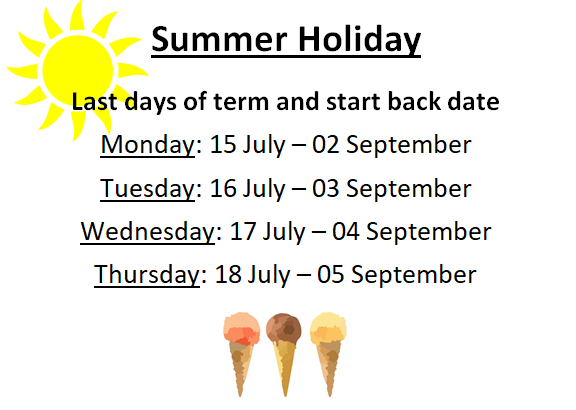 Summer Holiday
Last days of term and start back date
Monday: 15 July – 02 September
Tuesday: 16 July – 03 September
Wednesday: 17 July – 04 September
Thursday: 18 July – 05 September